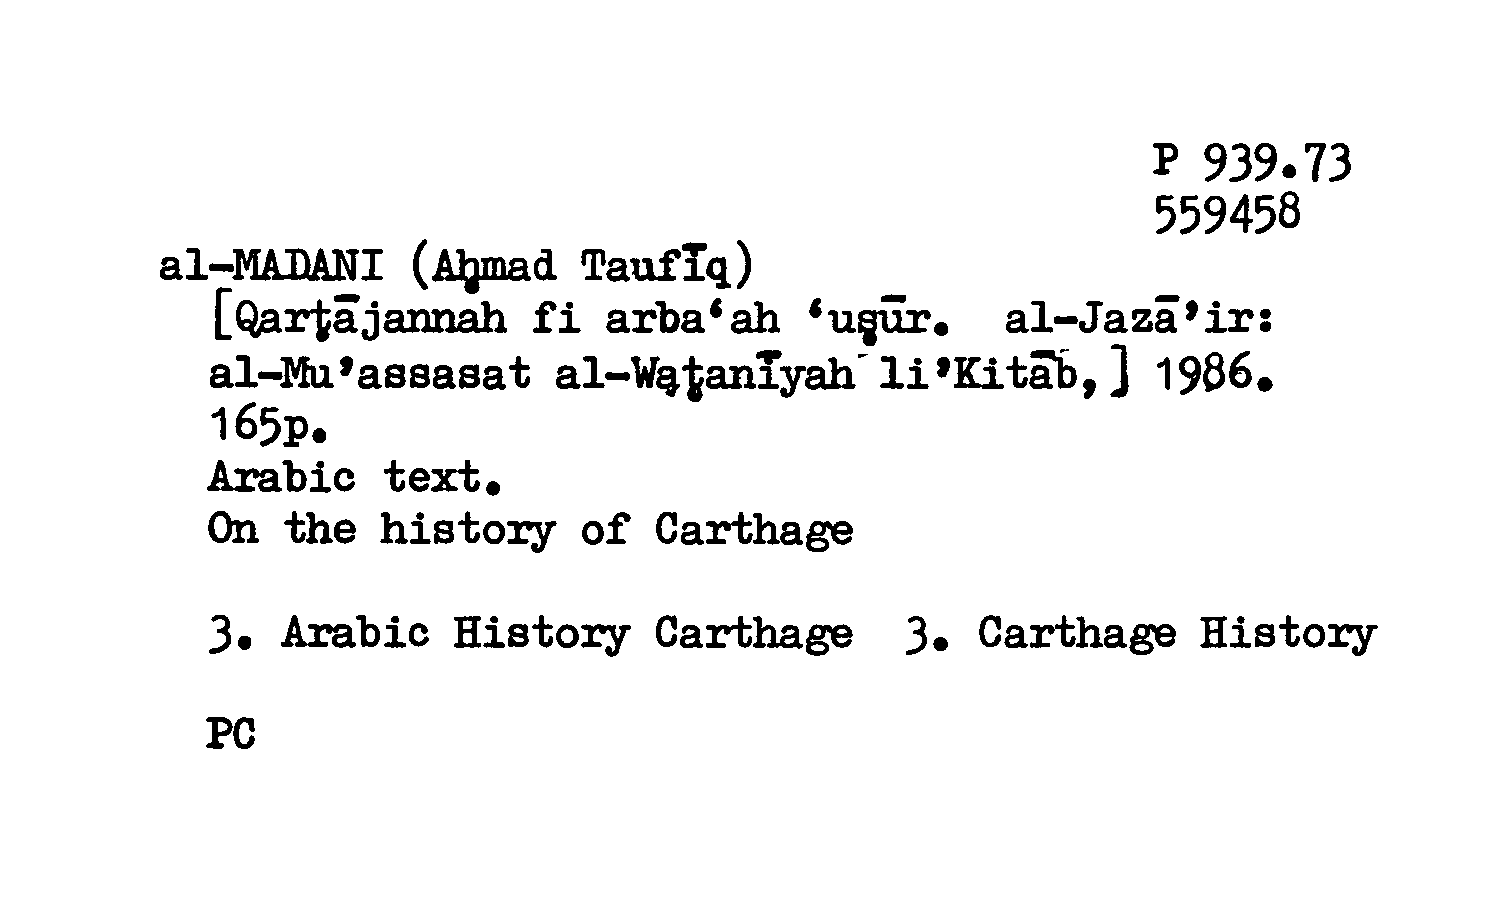 P 939.73
559458
al-MADANI (Aḥmad Taufīq)
[Qarṭājannah fi arba‘ah ‘uṣūr. al-Jazā’ir:
al-Mu’assasat al-Wạṭanīyah li’Kitāb,] 1986.
165p.
Arabic text.
On the history of Carthage
3. Arabic History Carthage 3. Carthage History
PC